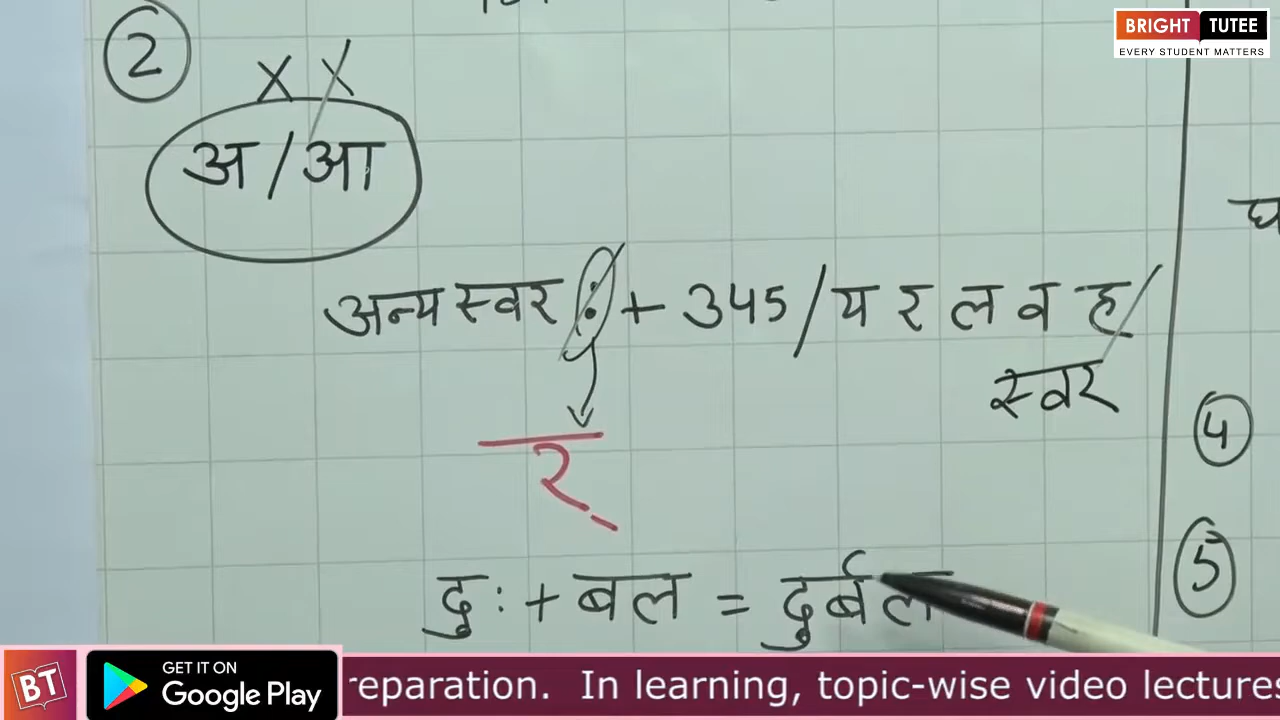 BRIGHT TUTEE
EVERY STUDENT MATTERS
2
X X
अ / आ
अन्य स्वर : + 345 / य र ल व ह /
स्वर
र्
4
5
दु: + बल = दुर्बल
BT
GET IT ON
Google Play
reparation. In learning, topic-wise video lectures